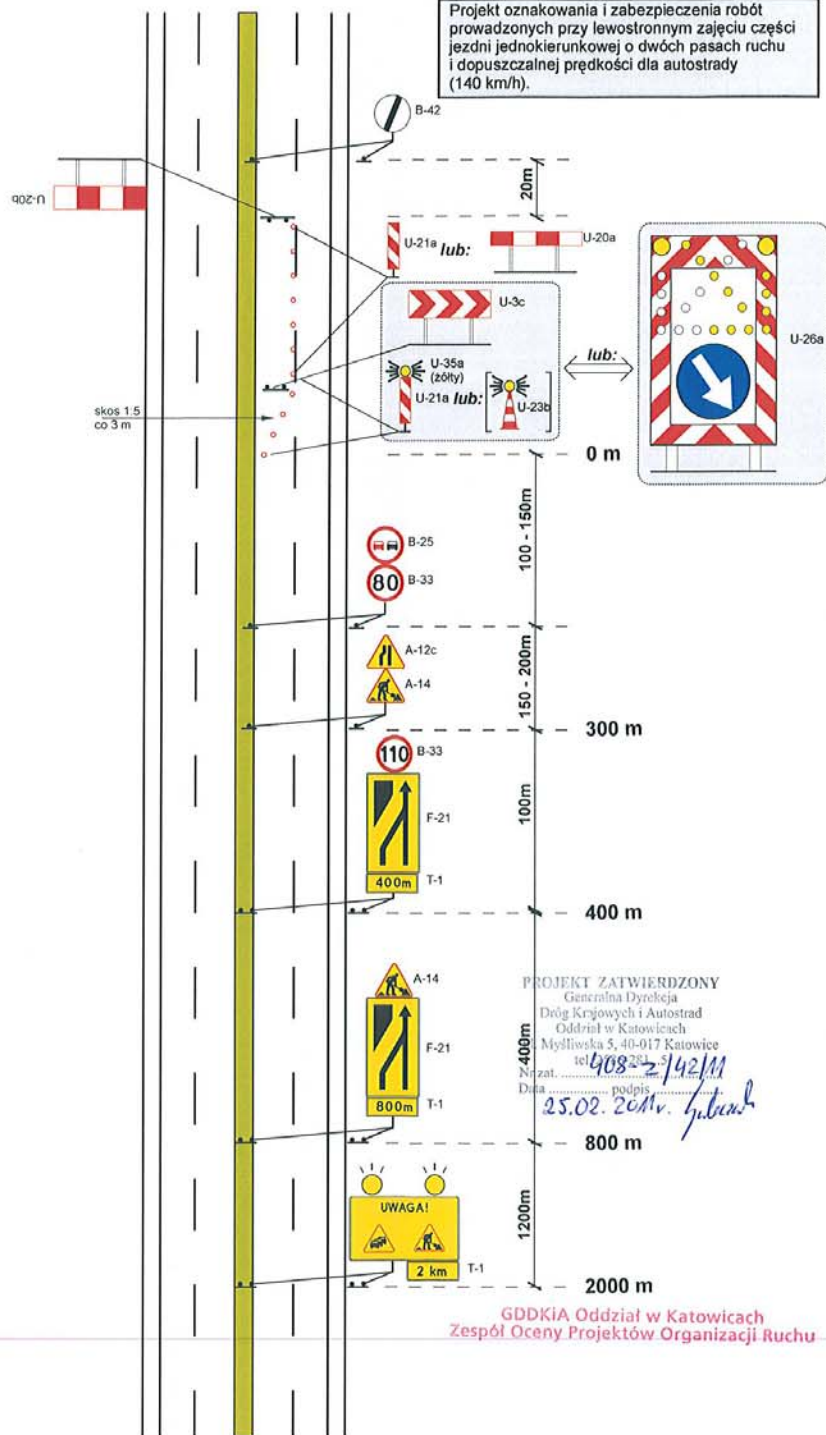 Projekt oznakowania i zabezpieczenia robót
prowadzonych przy lewostronnym zajęciu części
jezdni jednokierunkowej o dwóch pasach ruchu
i dopuszczalnej prędkości dla autostrady
(140 km/h).
B-42
20m
U-20b
U-21a lub:
U-20a
U-3c
U-35a
(żółty)
U-21a lub:
U-23b
lub:
U-26a
skos 1:5
co 3 m
0 m
100 - 150m
B-25
80 B-33
150 - 200m
A-12c
A-14
300 m
110 B-33
100m
F-21
400m T-1
400 m
A-14
F-21
400m
800m T-1
PROJEKT ZATWIERDZONY
Generalna Dyrekcja
Dróg Krajowych i Autostrad
Oddział w Katowicach
Myśliwska 5, 40-017 Katowice
Nr zat. 408-2/42/11
Data podpis
25.02.2011r.
800 m
UWAGA!
1200m
2 km T-1
2000 m
GDDKiA Oddział w Katowicach
Zespół Oceny Projektów Organizacji Ruchu